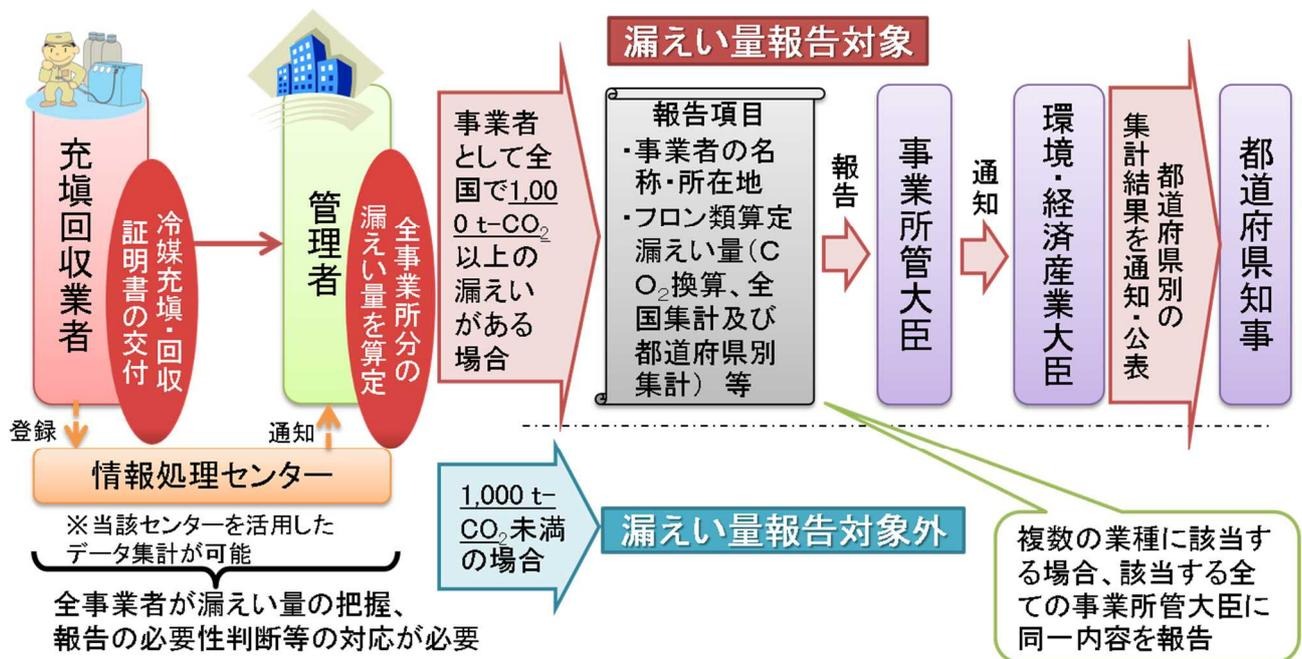 漏えい量報告対象
充塡回収業者
冷媒充塡・回収
証明書の交付
管理者
全事業所分の
漏えい量を算定
事業者
として全
国で1,00
0 t-CO₂
以上の
漏えい
がある
場合
報告項目
・事業者の名
称・所在地
・フロン類算定
漏えい量(C
O₂換算、全
国集計及び
都道府県別
集計) 等
報告
事業所管大臣
通知
環境・経済産業大臣
都道府県別の
集計結果を通知・公表
都道府県知事
登録
通知
情報処理センター
※当該センターを活用した
データ集計が可能
全事業者が漏えい量の把握、
報告の必要性判断等の対応が必要
1,000 t-
CO₂未満
の場合
漏えい量報告対象外
複数の業種に該当す
る場合、該当する全
ての事業所管大臣に
同一内容を報告